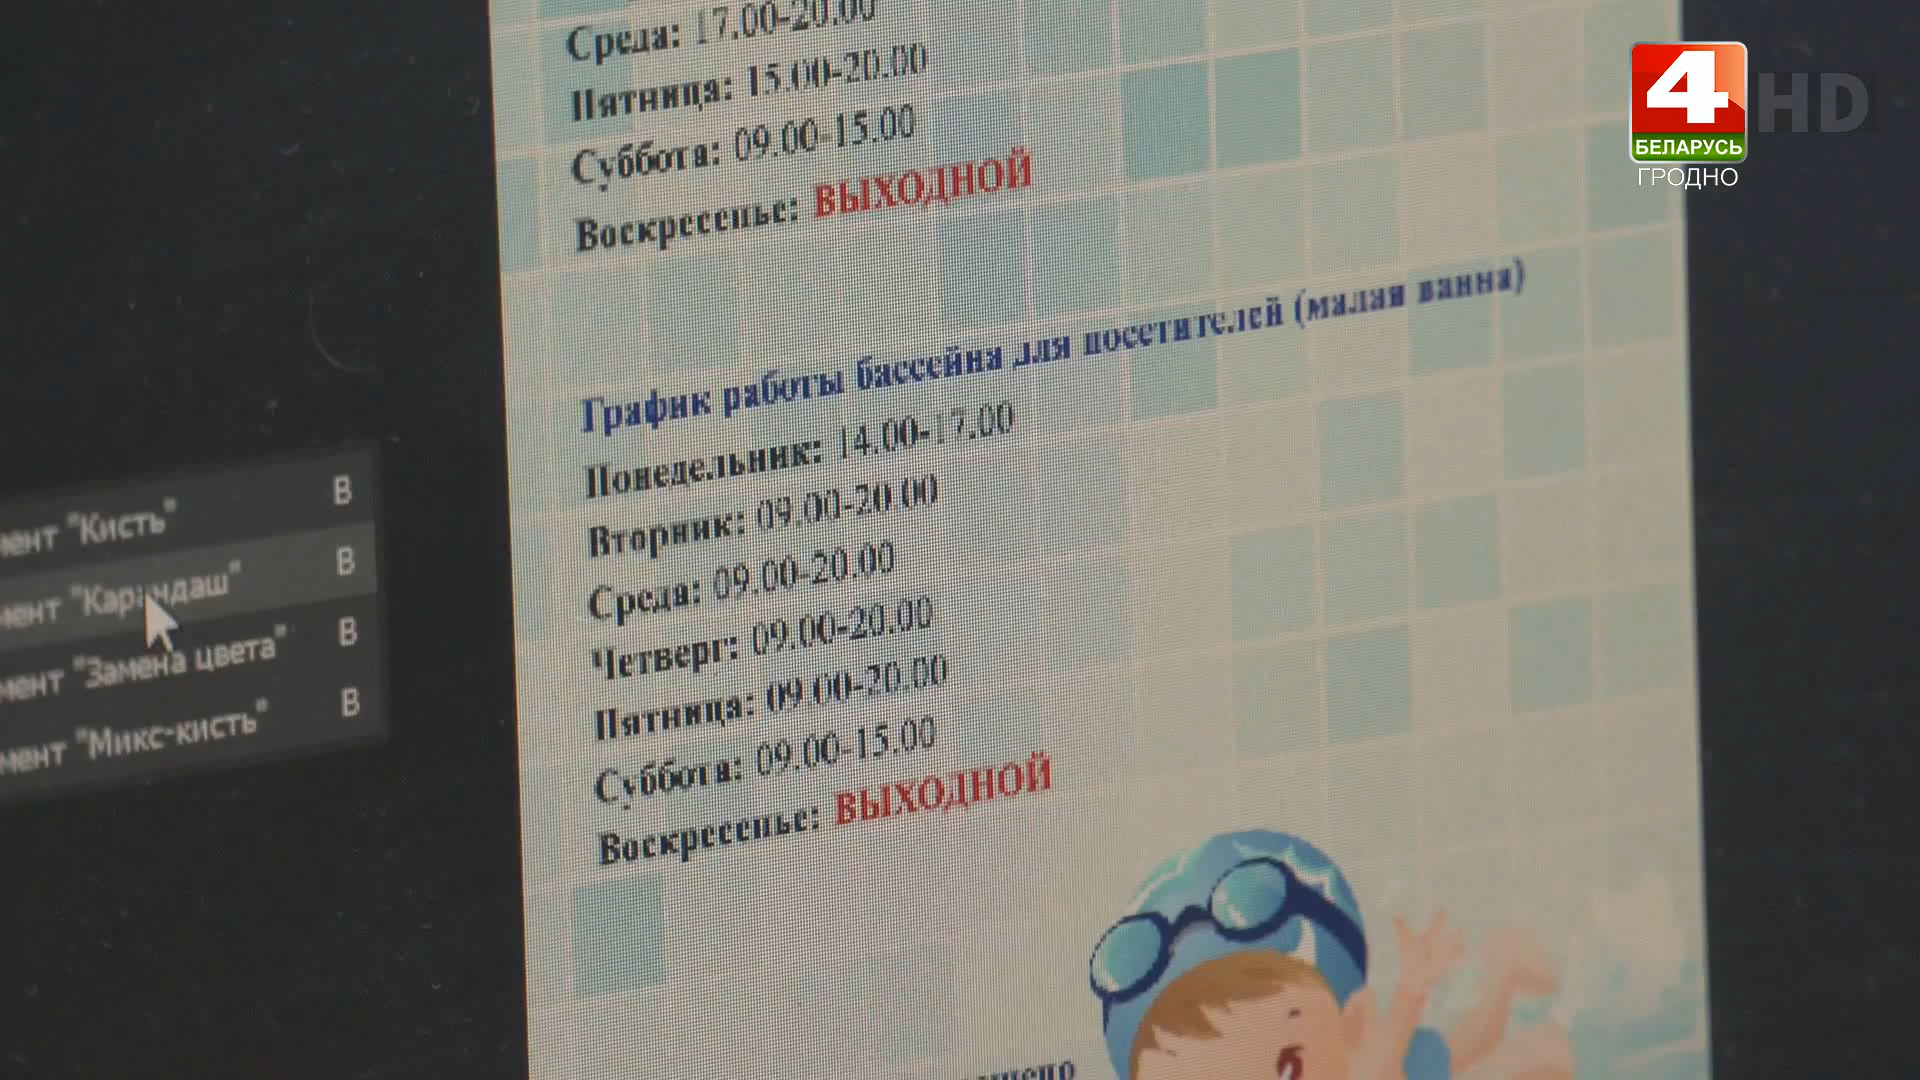 Среда: 17.00-20.00
Пятница: 15.00-20.00
Суббота: 09.00-15.00
Воскресенье: ВЫХОДНОЙ
График работы бассейна для посетителей (малая ванна)
Понедельник: 14.00-17.00
Вторник: 09.00-20.00
Среда: 09.00-20.00
Четверг: 09.00-20.00
Пятница: 09.00-20.00
Суббота: 09.00-15.00
Воскресенье: ВЫХОДНОЙ
"Кисть" B
"Карандаш" B
"Замена цвета" B
"Микс-кисть" B
4 HD
БЕЛАРУСЬ
ГРОДНО